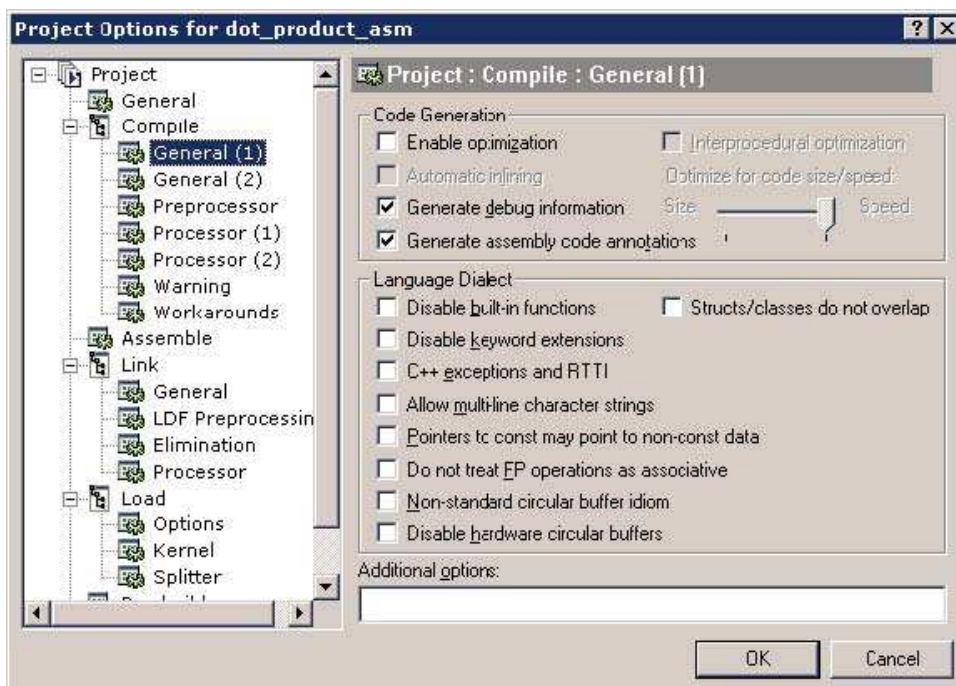 Project Options for dot_product_asm
Project
General
Compile
General (1)
General (2)
Preprocessor
Processor (1)
Processor (2)
Warning
Workarounds
Assemble
Link
General
LDF Preprocessin
Elimination
Processor
Load
Options
Kernel
Splitter
Project : Compile : General (1)
Code Generation
Enable optimization
Interprocedural optimization
Automatic inlining
Optimize for code size/speed:
Generate debug information
Size
Speed
Generate assembly code annotations
Language Dialect
Disable built-in functions
Structs/classes do not overlap
Disable keyword extensions
C++ exceptions and RTTI
Allow multi-line character strings
Pointers to const may point to non-const data
Do not treat FP operations as associative
Non-standard circular buffer idiom
Disable hardware circular buffers
Additional options:
OK
Cancel